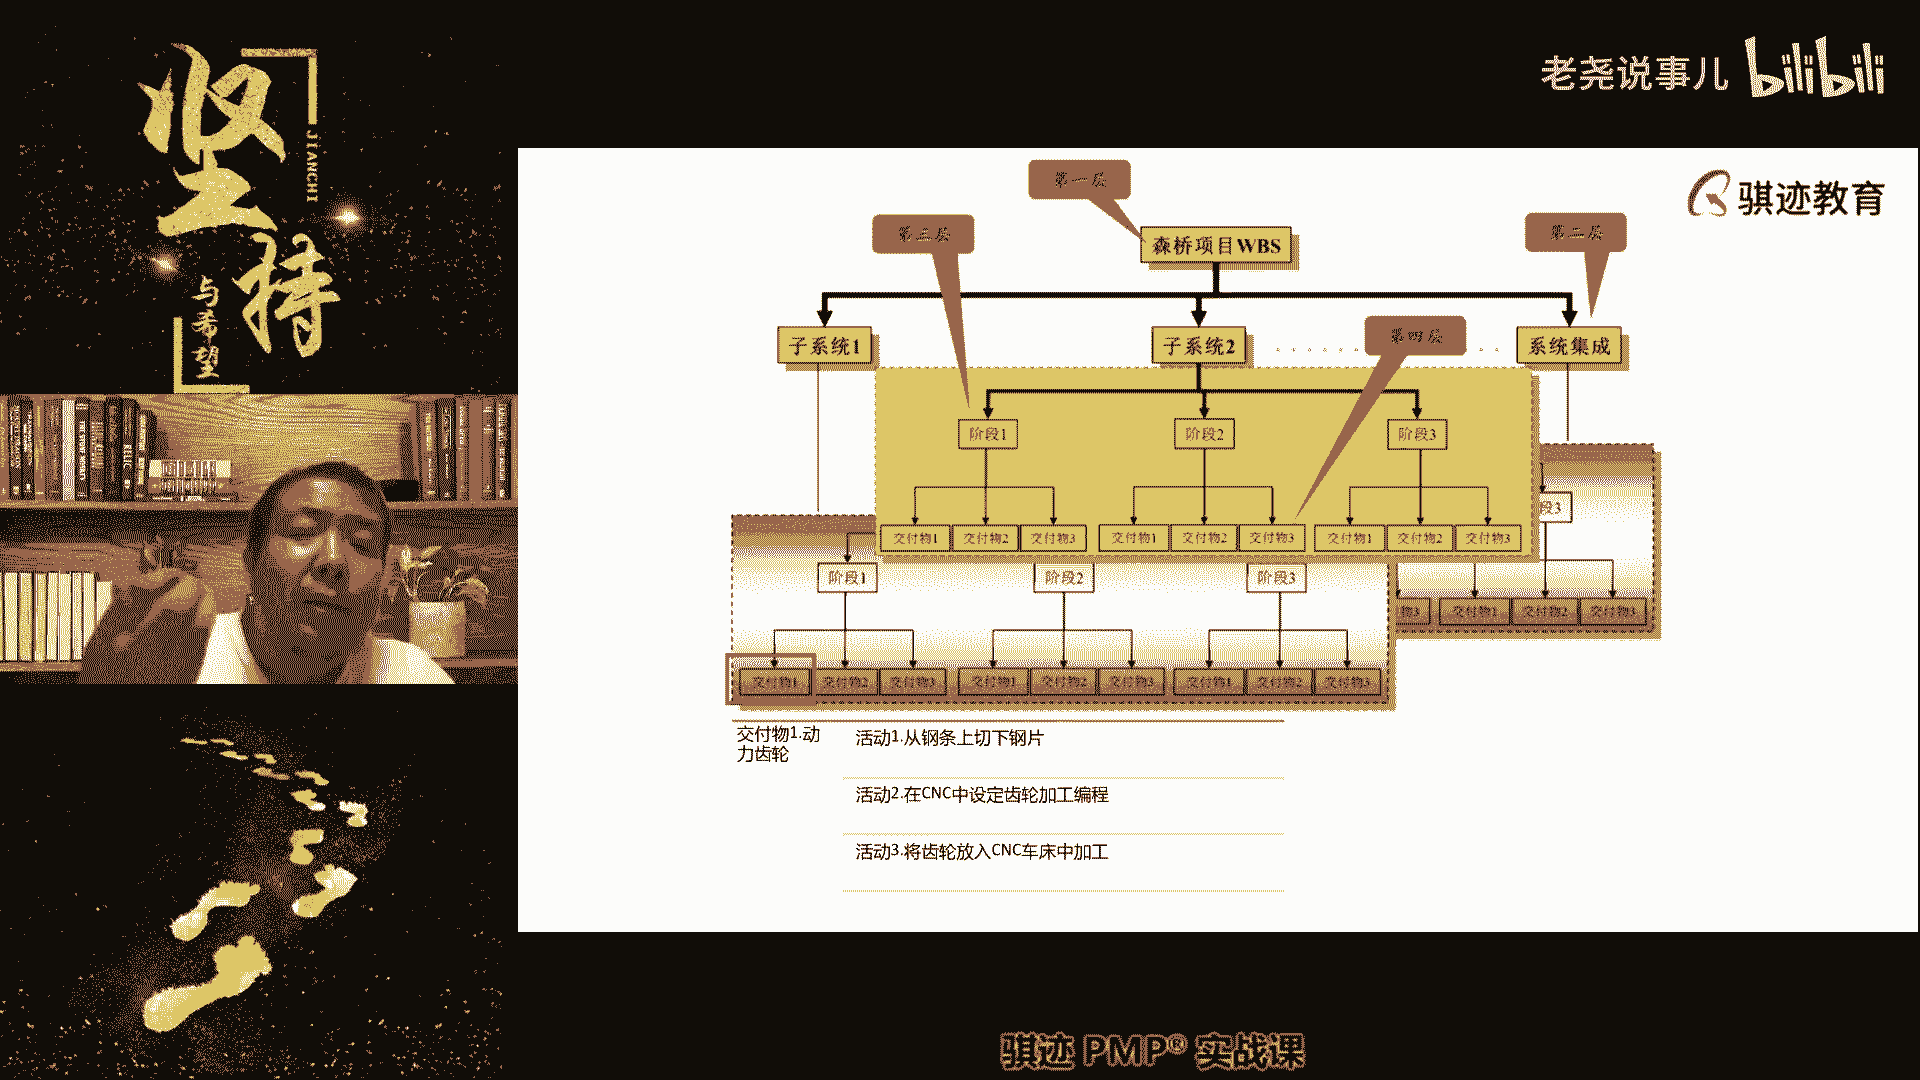 坚持
JIANCHI
与希望
老尧说事儿 bilibili
骐迹教育
第一层
第三层
第二层
森桥项目WBS
第四层
子系统1
子系统2
系统集成
阶段1
阶段2
阶段3
段3
交付物1 交付物2 交付物3
交付物1 交付物2 交付物3
交付物1 交付物2 交付物3
阶段1
阶段2
阶段3
物3 交付物1 交付物2 交付物3
交付物1 交付物2 交付物3
交付物1 交付物2 交付物3
交付物1 交付物2 交付物3
交付物1.动
力齿轮
活动1.从钢条上切下钢片
活动2.在CNC中设定齿轮加工编程
活动3.将齿轮放入CNC车床中加工
骐迹 PMP® 实战课